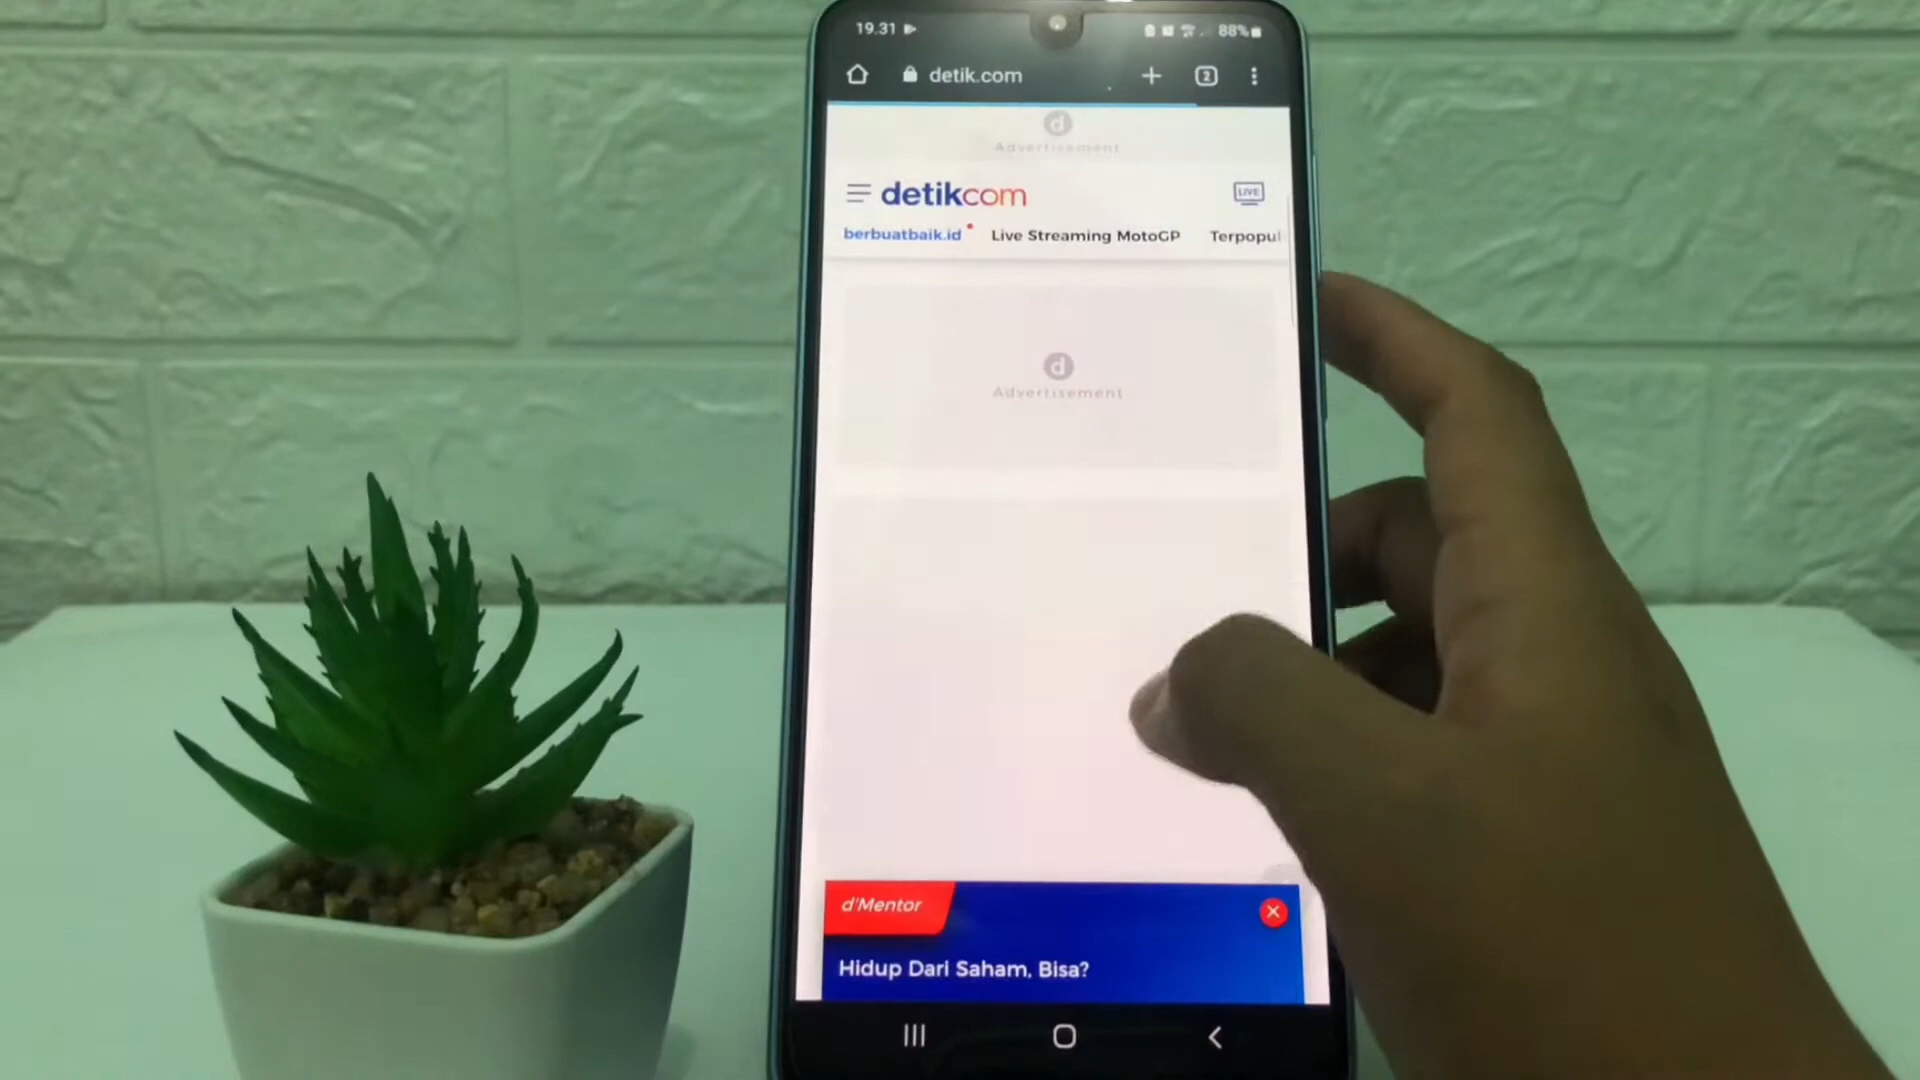 19.31 88%
detik.com 2
d
Advertisement
detikcom LIVE
berbuatbaik.id Live Streaming MotoGP Terpopul
d
Advertisement
d'Mentor
Hidup Dari Saham, Bisa?